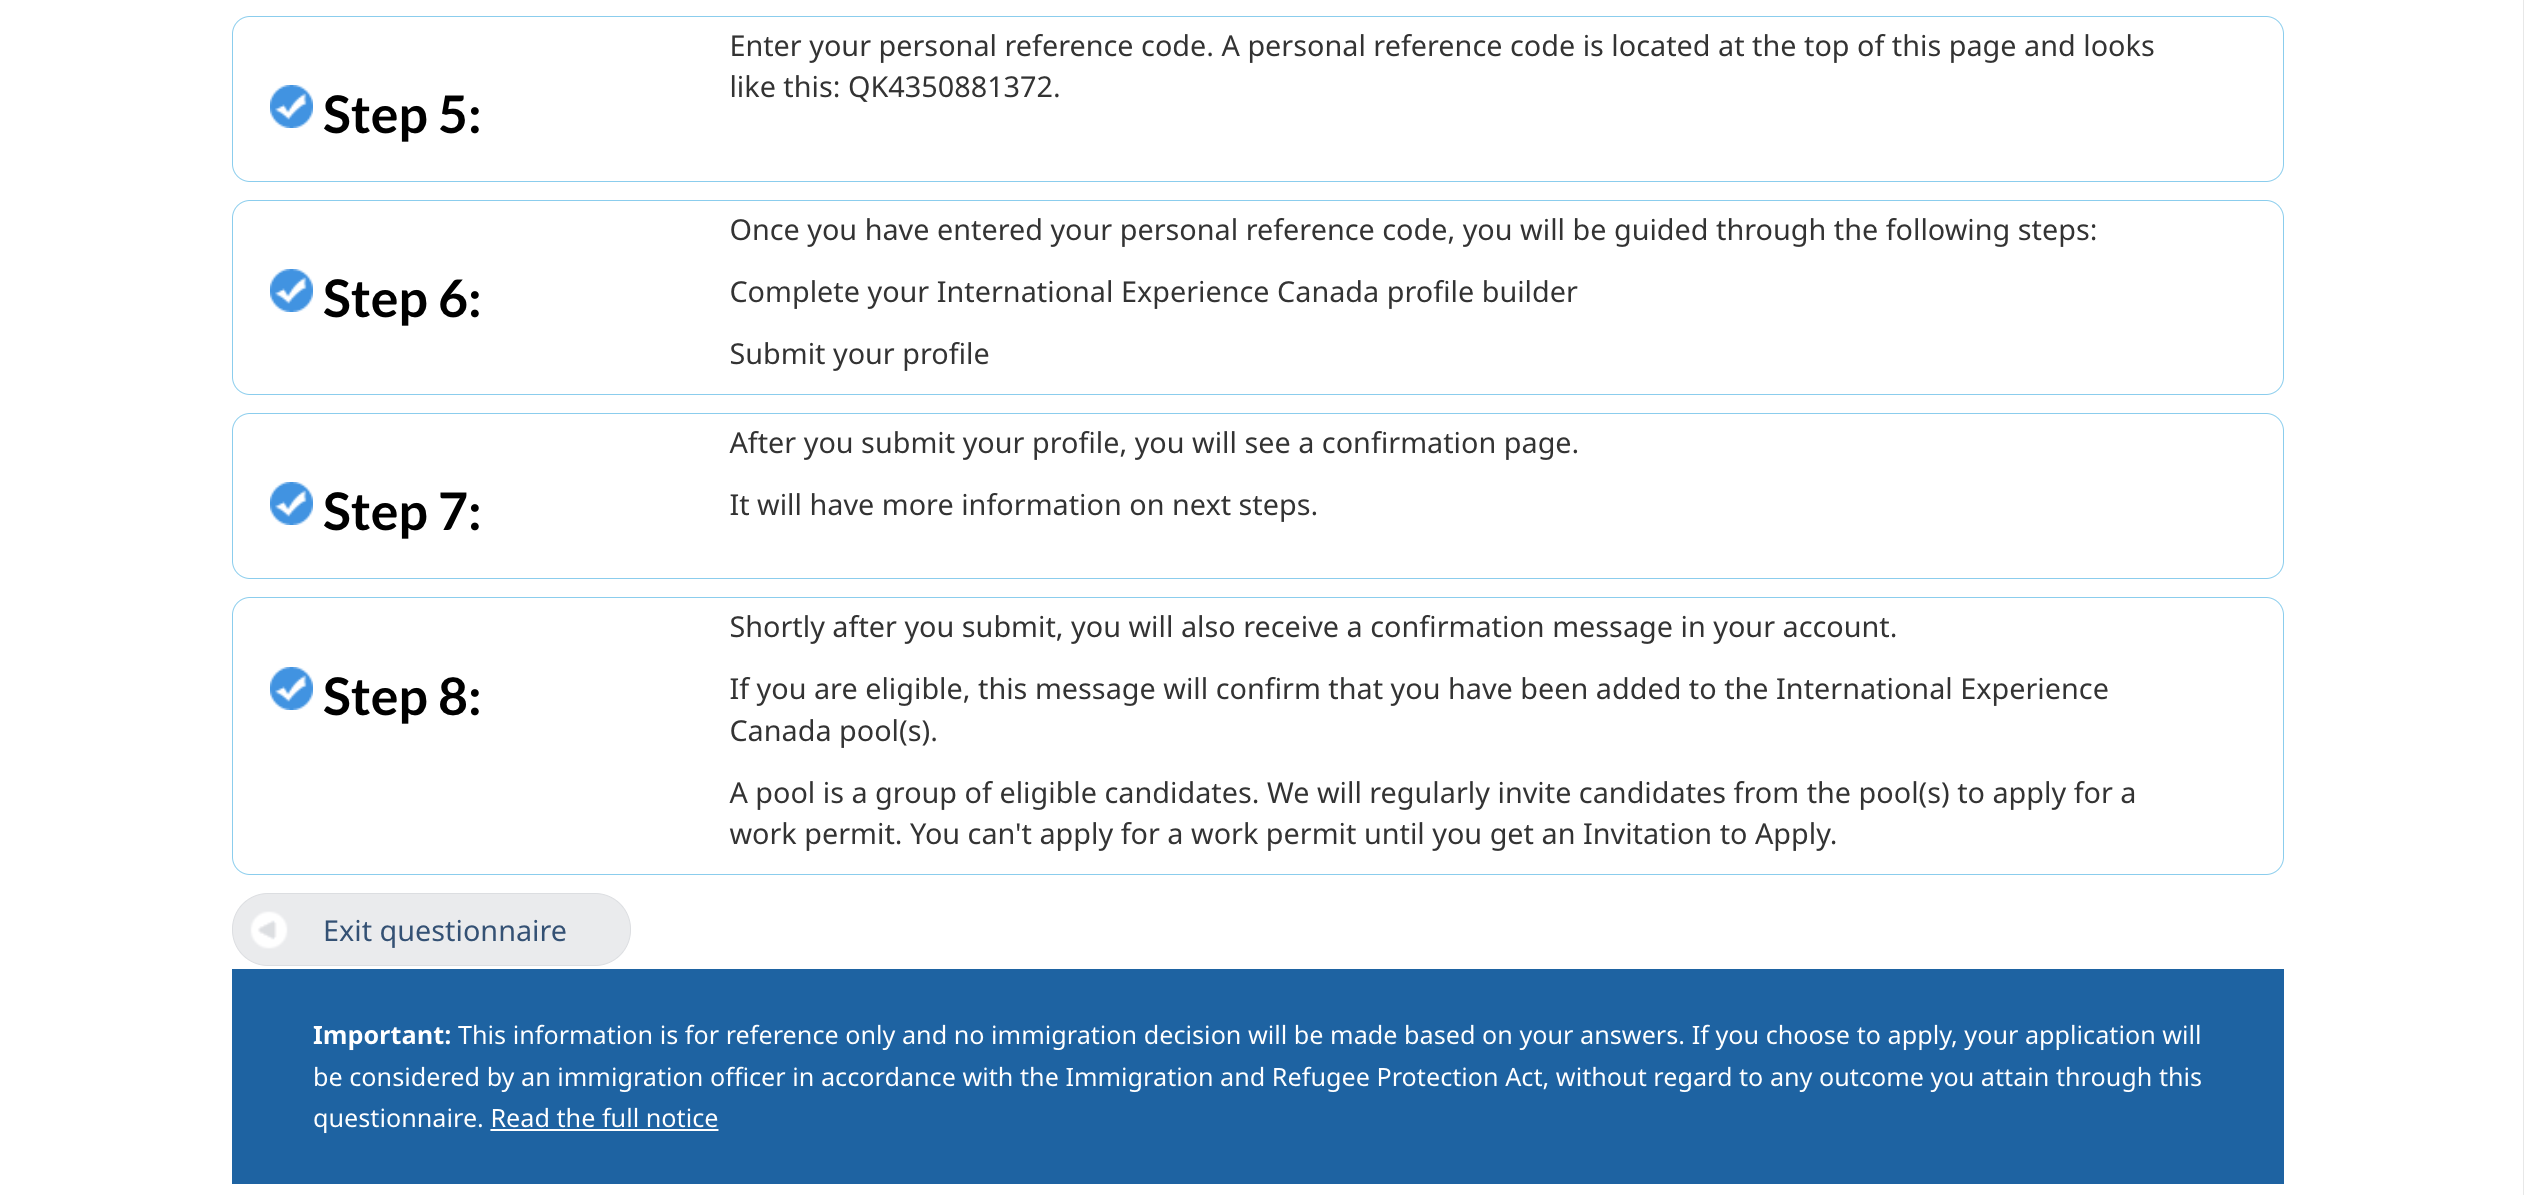 Enter your personal reference code. A personal reference code is located at the top of this page and looks
like this: QK4350881372.
Step 5:
Once you have entered your personal reference code, you will be guided through the following steps:
Step 6:
Complete your International Experience Canada profile builder
Submit your profile
After you submit your profile, you will see a confirmation page.
Step 7:
It will have more information on next steps.
Shortly after you submit, you will also receive a confirmation message in your account.
Step 8:
If you are eligible, this message will confirm that you have been added to the International Experience
Canada pool(s).
A pool is a group of eligible candidates. We will regularly invite candidates from the pool(s) to apply for a
work permit. You can't apply for a work permit until you get an Invitation to Apply.
Exit questionnaire
Important: This information is for reference only and no immigration decision will be made based on your answers. If you choose to apply, your application will
be considered by an immigration officer in accordance with the Immigration and Refugee Protection Act, without regard to any outcome you attain through this
questionnaire. Read the full notice